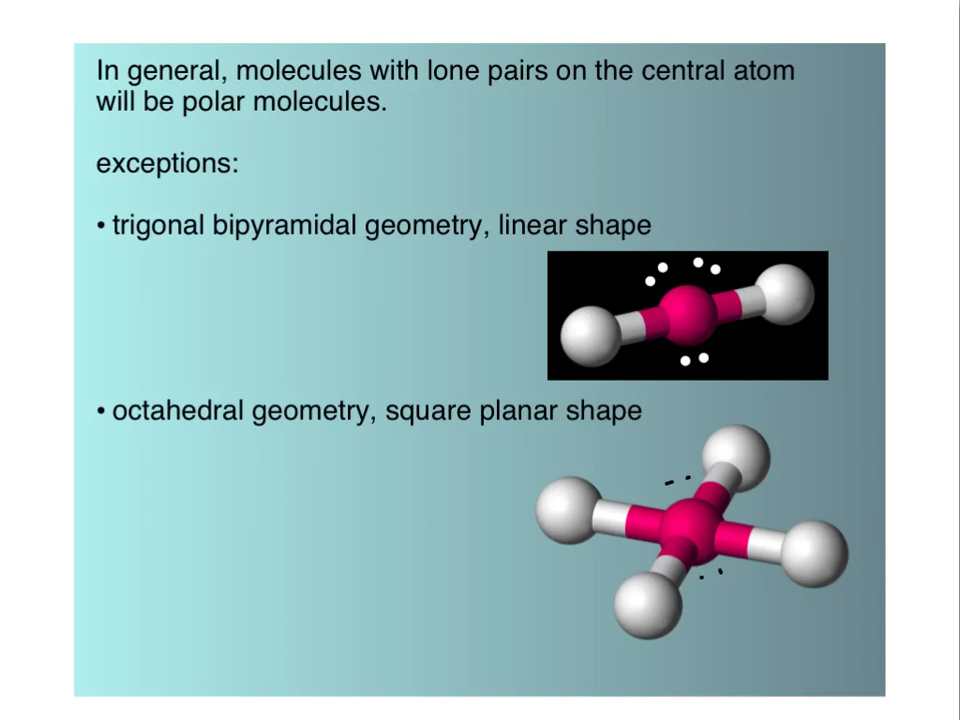 In general, molecules with lone pairs on the central atom
will be polar molecules.
exceptions:
• trigonal bipyramidal geometry, linear shape
• octahedral geometry, square planar shape